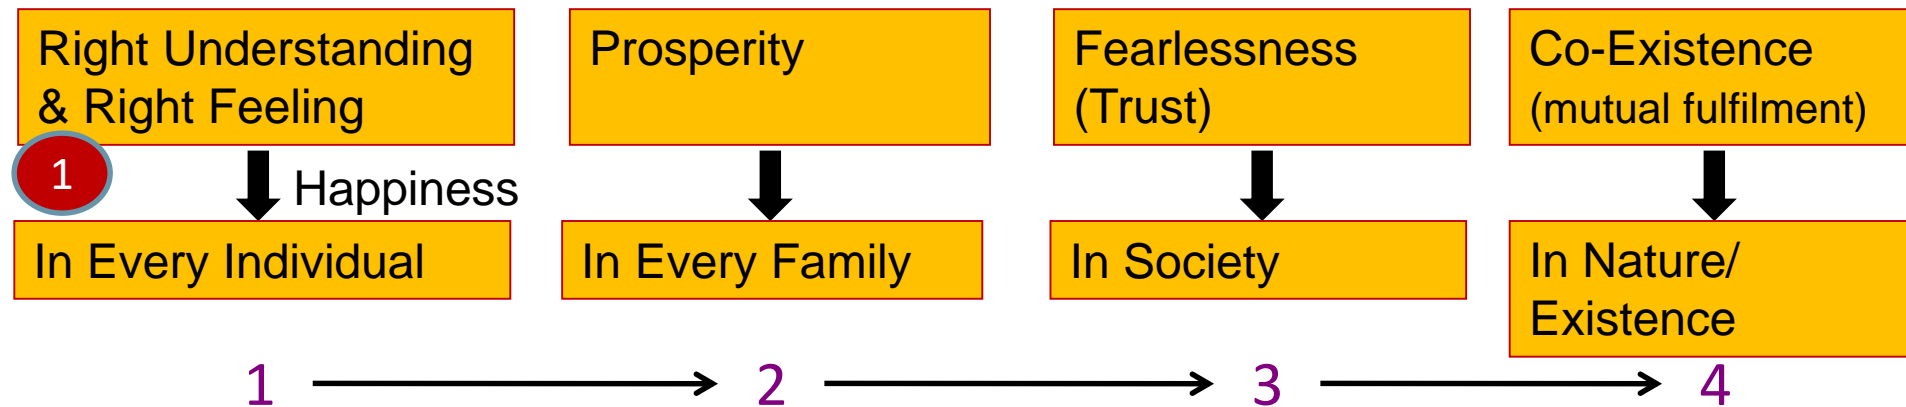 Right Understanding
& Right Feeling
Prosperity
Fearlessness
(Trust)
Co-Existence
(mutual fulfilment)
1
Happiness
In Every Individual
In Every Family
In Society
In Nature/
Existence
1
2
3
4